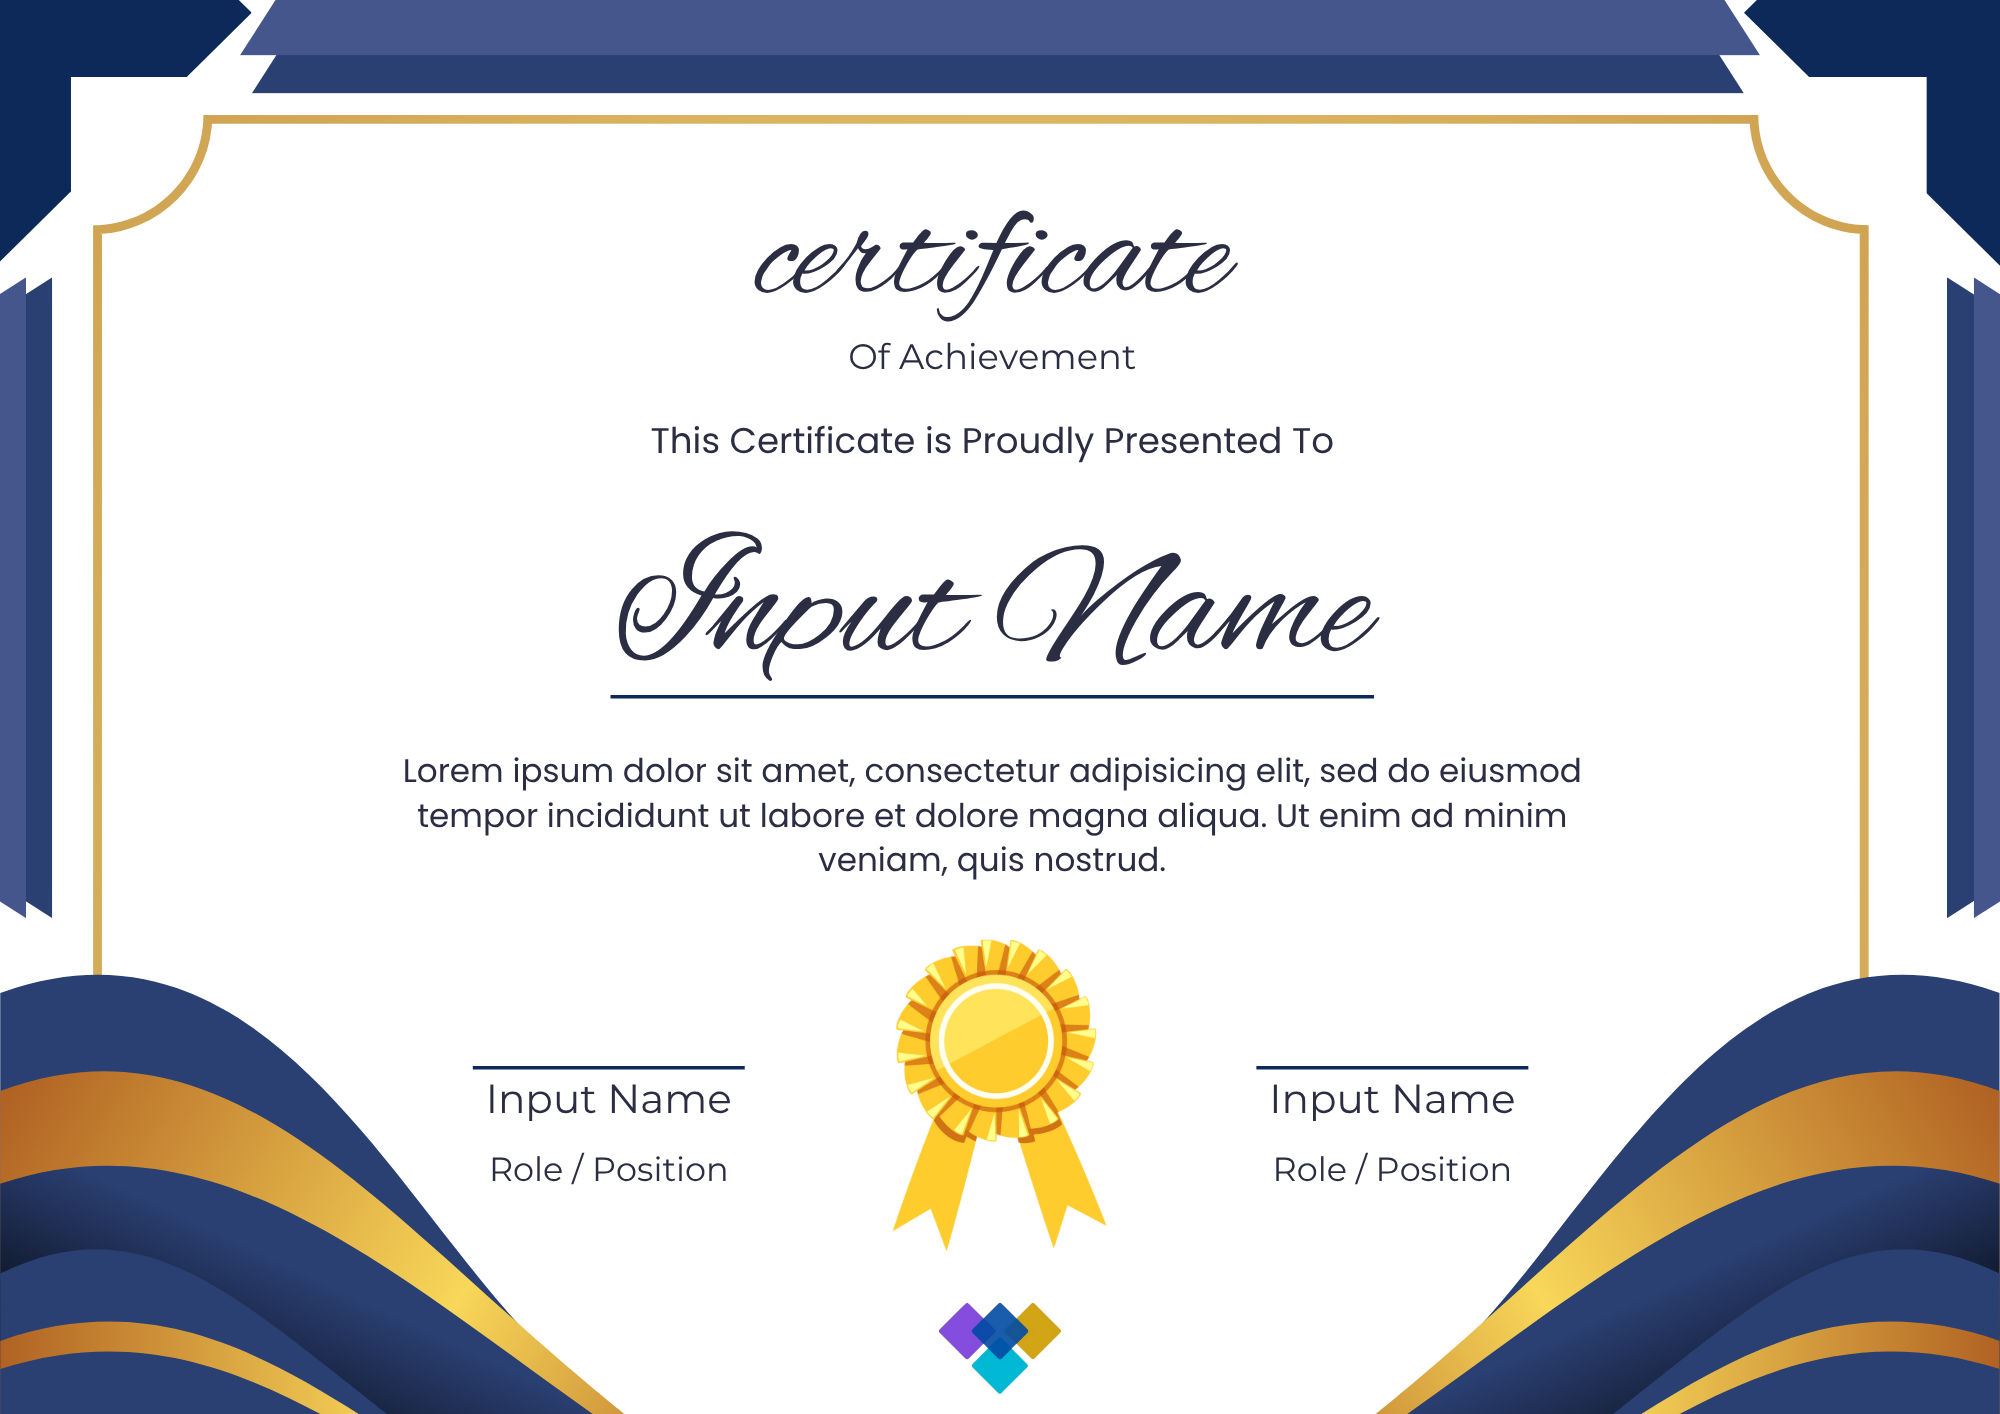 certificate
Of Achievement
This Certificate is Proudly Presented To
Input Name
Lorem ipsum dolor sit amet, consectetur adipisicing elit, sed do eiusmod
tempor incididunt ut labore et dolore magna aliqua. Ut enim ad minim
veniam, quis nostrud.
Input Name
Role / Position
Input Name
Role / Position